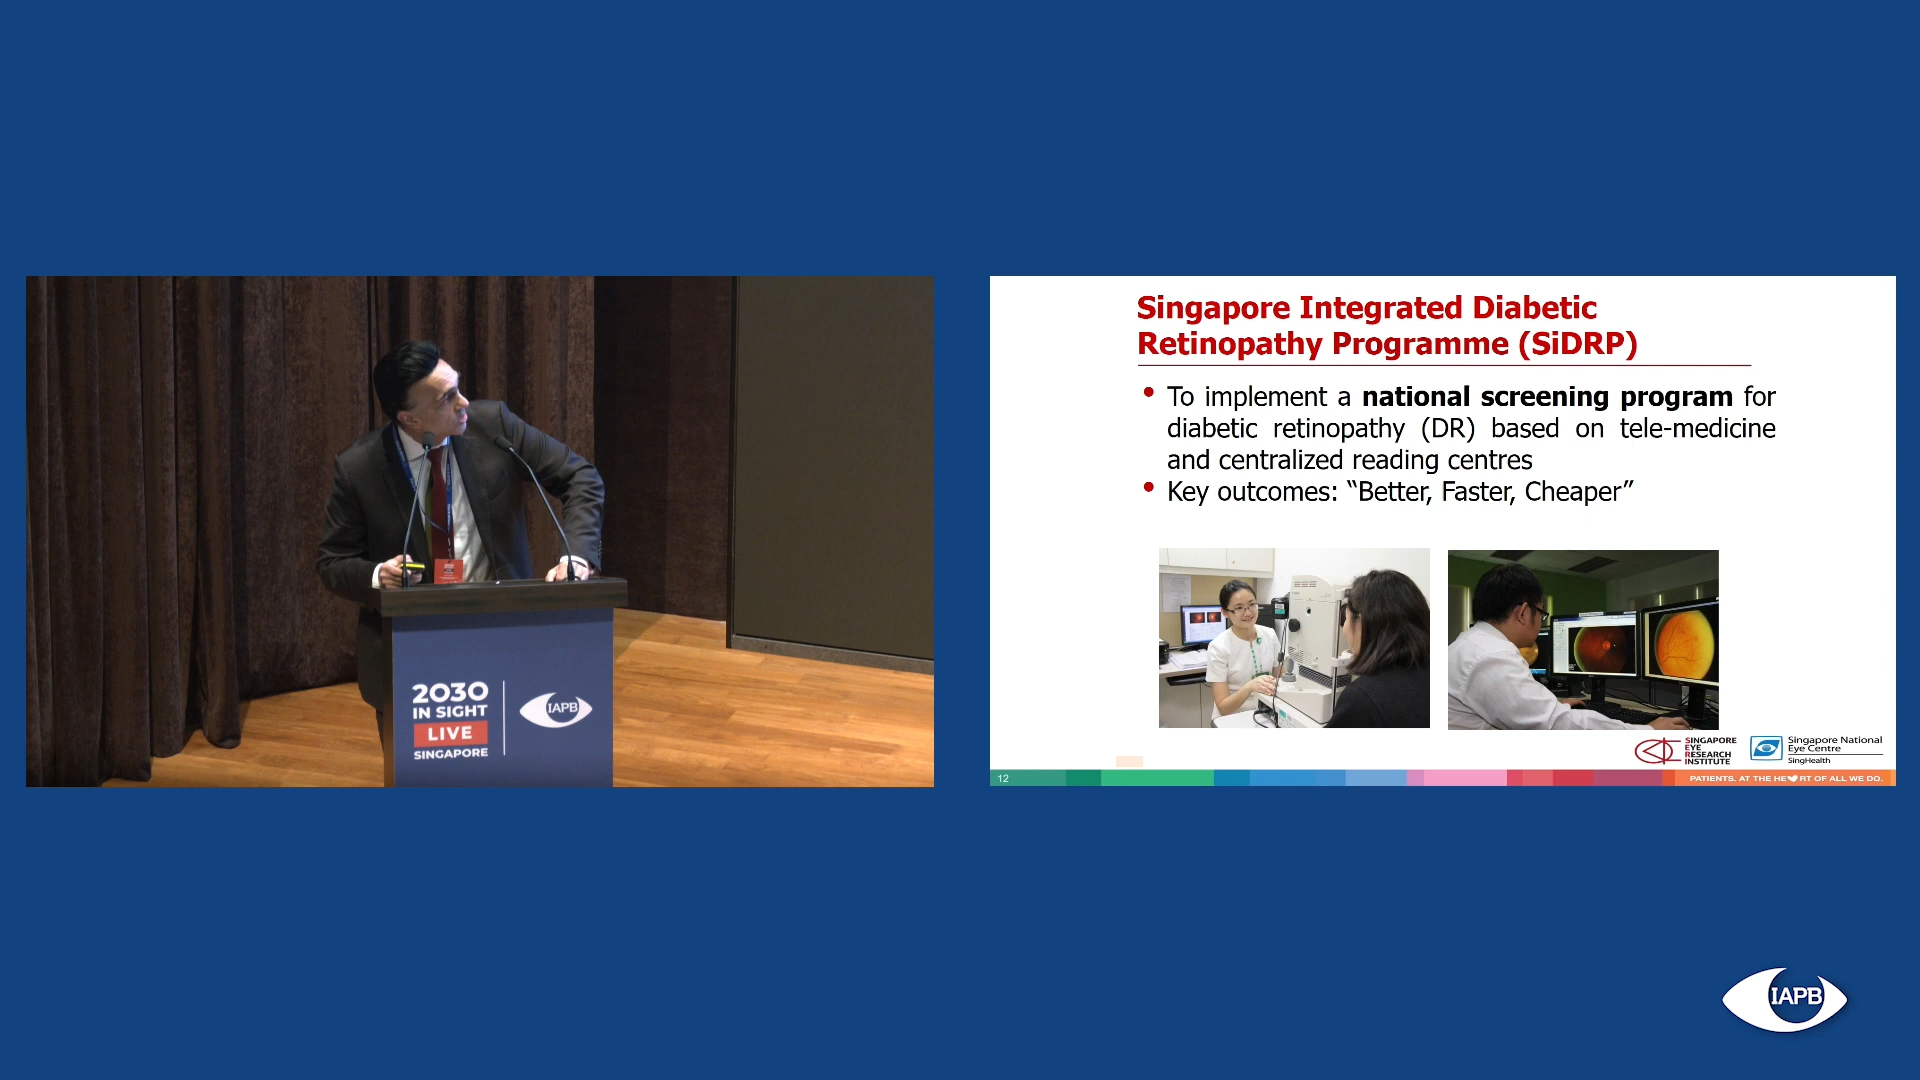 2030
IN SIGHT
LIVE
SINGAPORE
IAPB
Singapore Integrated Diabetic
Retinopathy Programme (SiDRP)
• To implement a national screening program for
diabetic retinopathy (DR) based on tele-medicine
and centralized reading centres
• Key outcomes: “Better, Faster, Cheaper”
SINGAPORE
EYE
RESEARCH
INSTITUTE
Singapore National
Eye Centre
SingHealth
12
PATIENTS. AT THE HE❤RT OF ALL WE DO.
IAPB